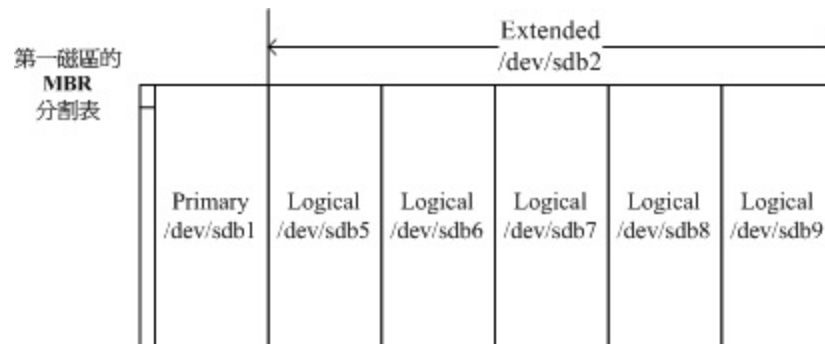 第一磁區的
MBR
分割表
Extended
/dev/sdb2
Primary
/dev/sdb1
Logical
/dev/sdb5
Logical
/dev/sdb6
Logical
/dev/sdb7
Logical
/dev/sdb8
Logical
/dev/sdb9